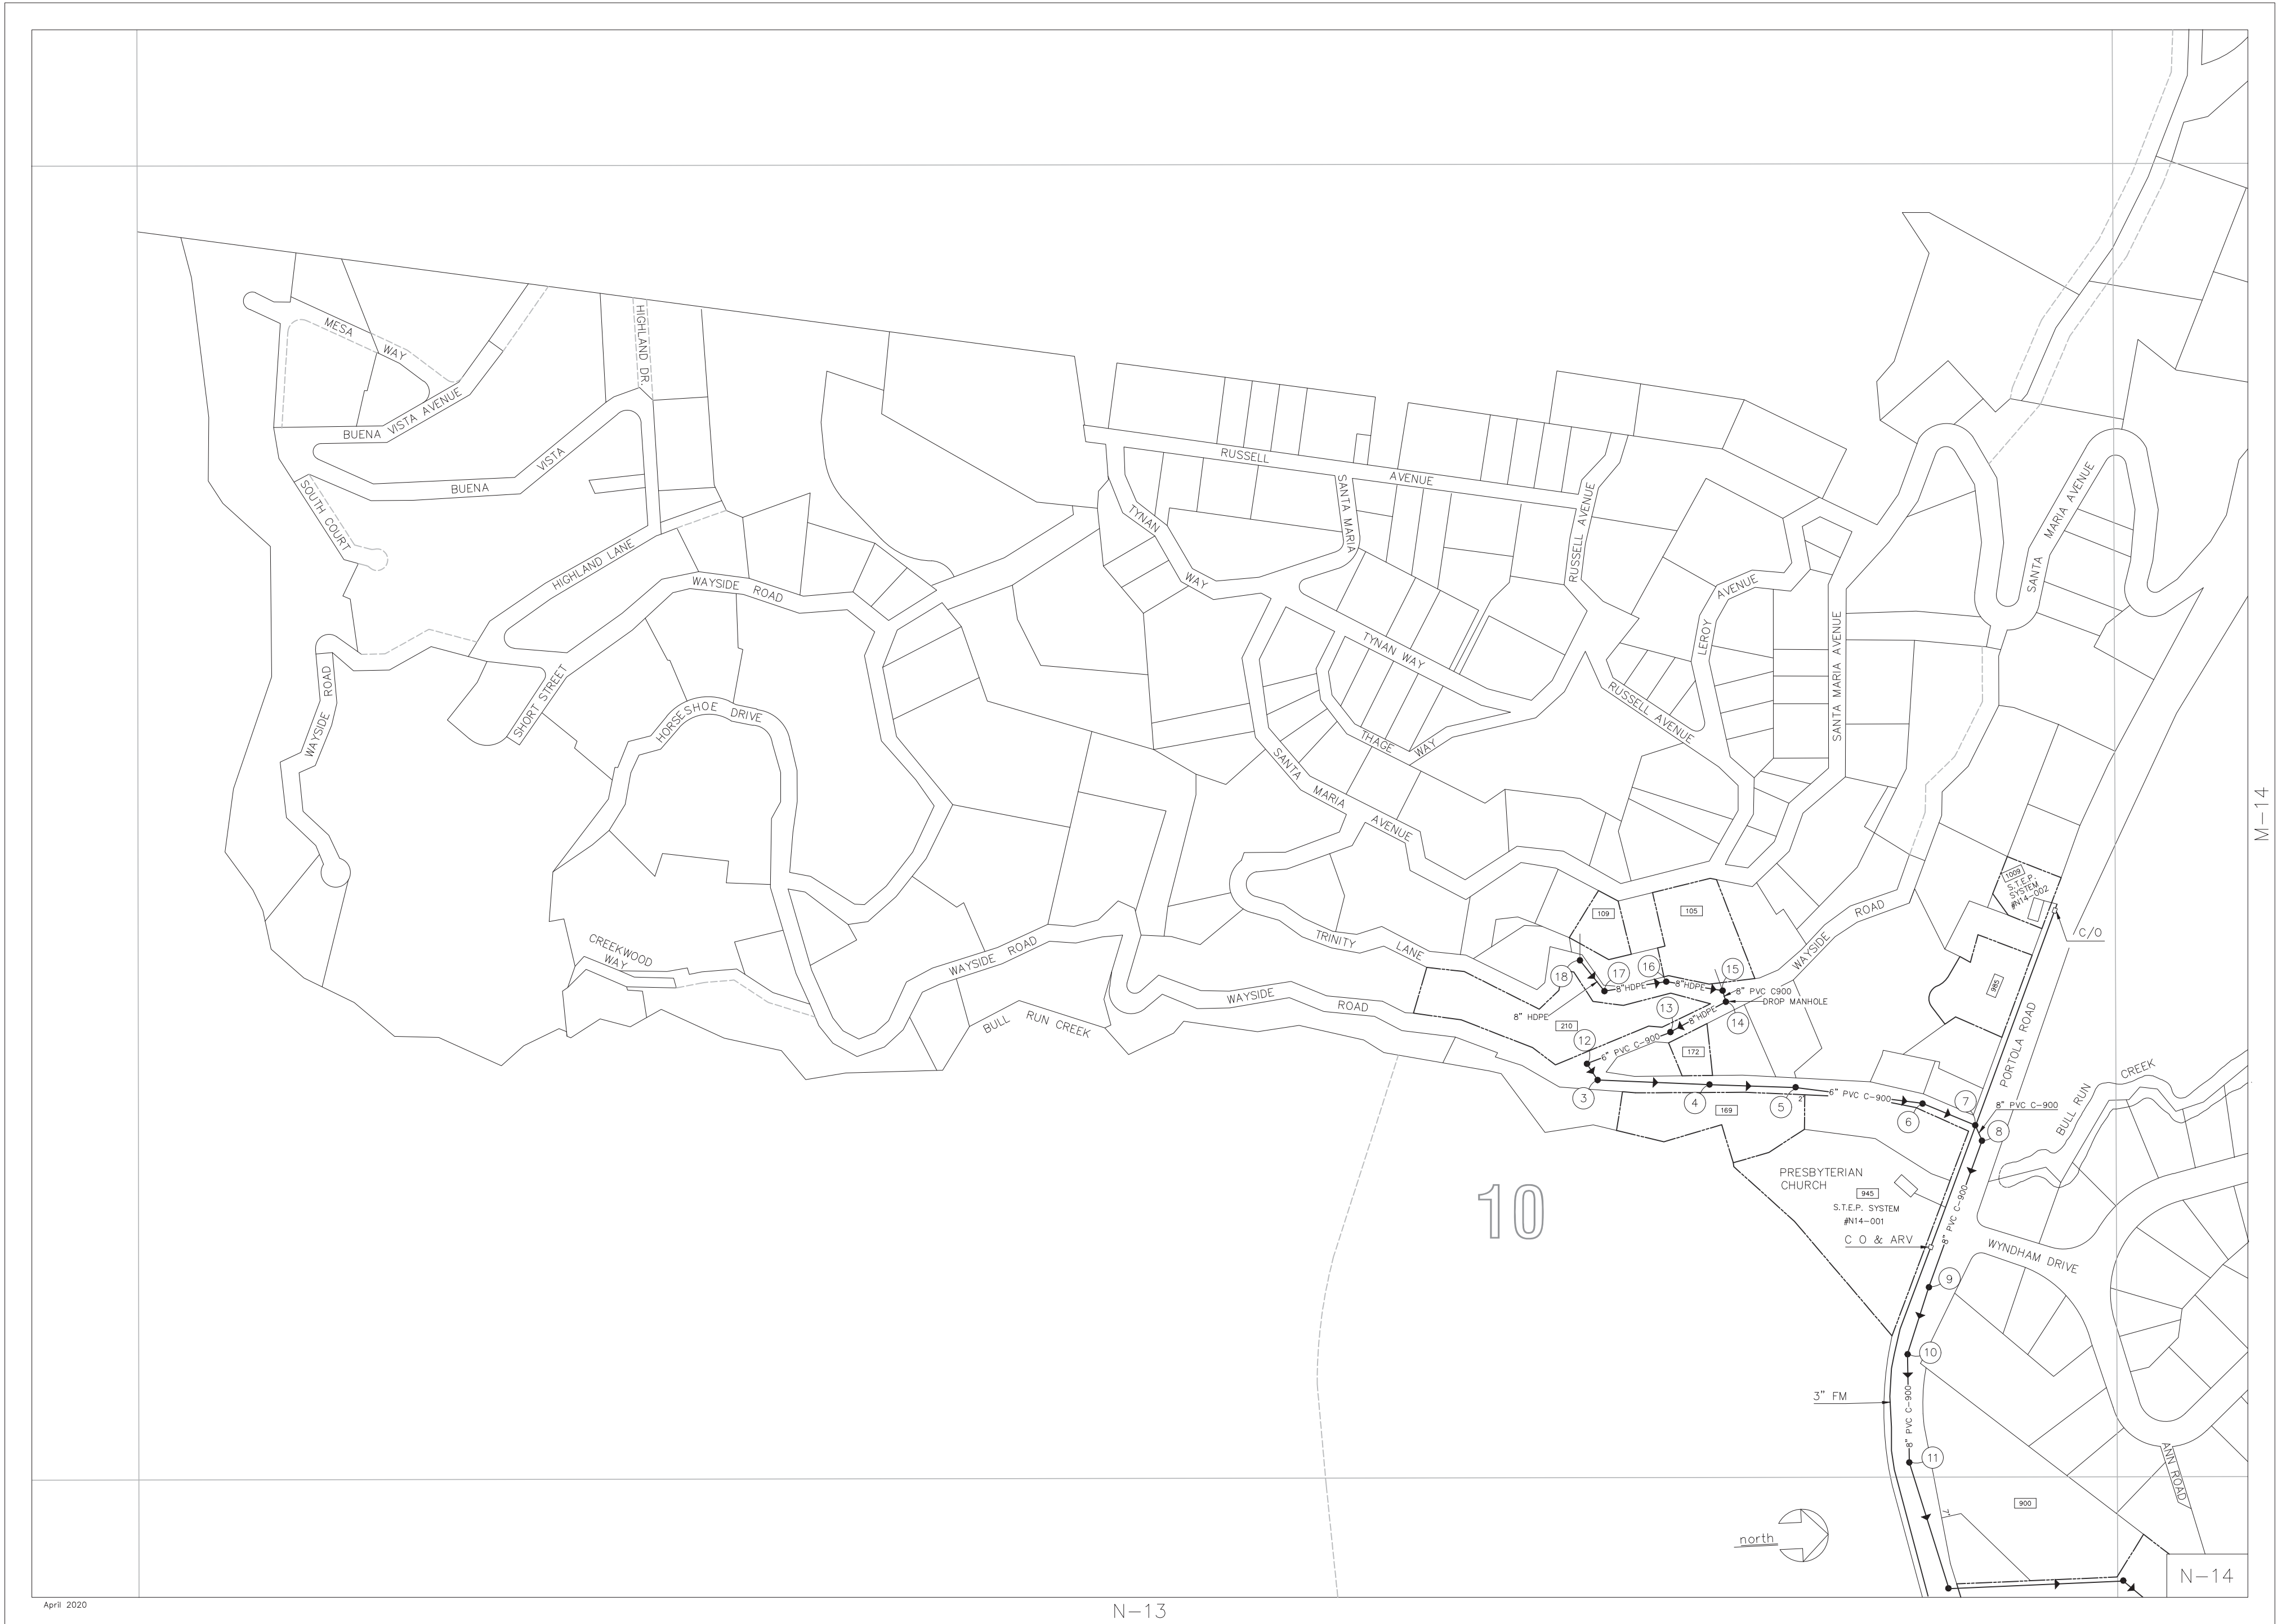 MESA
WAY
HIGHLAND DR.
BUENA VISTA AVENUE
BUENA
VISTA
SOUTH COURT
HIGHLAND LANE
WAYSIDE ROAD
WAYSIDE ROAD
SHORT STREET
HORSESHOE DRIVE
CREEKWOOD
WAY
WAYSIDE ROAD
BULL RUN CREEK
RUSSELL
AVENUE
TYNAN
WAY
SANTA MARIA
RUSSELL AVENUE
TYNAN WAY
THAGE
WAY
SANTA
MARIA
AVENUE
LEROY
AVENUE
RUSSELL AVENUE
SANTA MARIA AVENUE
SANTA MARIA AVENUE
TRINITY
LANE
WAYSIDE
ROAD
WAYSIDE
ROAD
109
105
1009
S.T.E.P.
SYSTEM
#N14-002
C/O
985
PORTOLA ROAD
18
17
16
15
8"HDPE
8"HDPE
8" PVC C900
DROP MANHOLE
8" HDPE
13
8"HDPE
14
210
12
6" PVC C-900
172
3
4
5
169
2'
6" PVC C-900
6
7
8" PVC C-900
8
BULL RUN
CREEK
PRESBYTERIAN
CHURCH
945
S.T.E.P. SYSTEM
#N14-001
8" PVC C-900
C O & ARV
WYNDHAM DRIVE
10
9
10
3" FM
8" PVC C-900
11
ANN ROAD
900
7'
north
N-14
M-14
April 2020
N-13